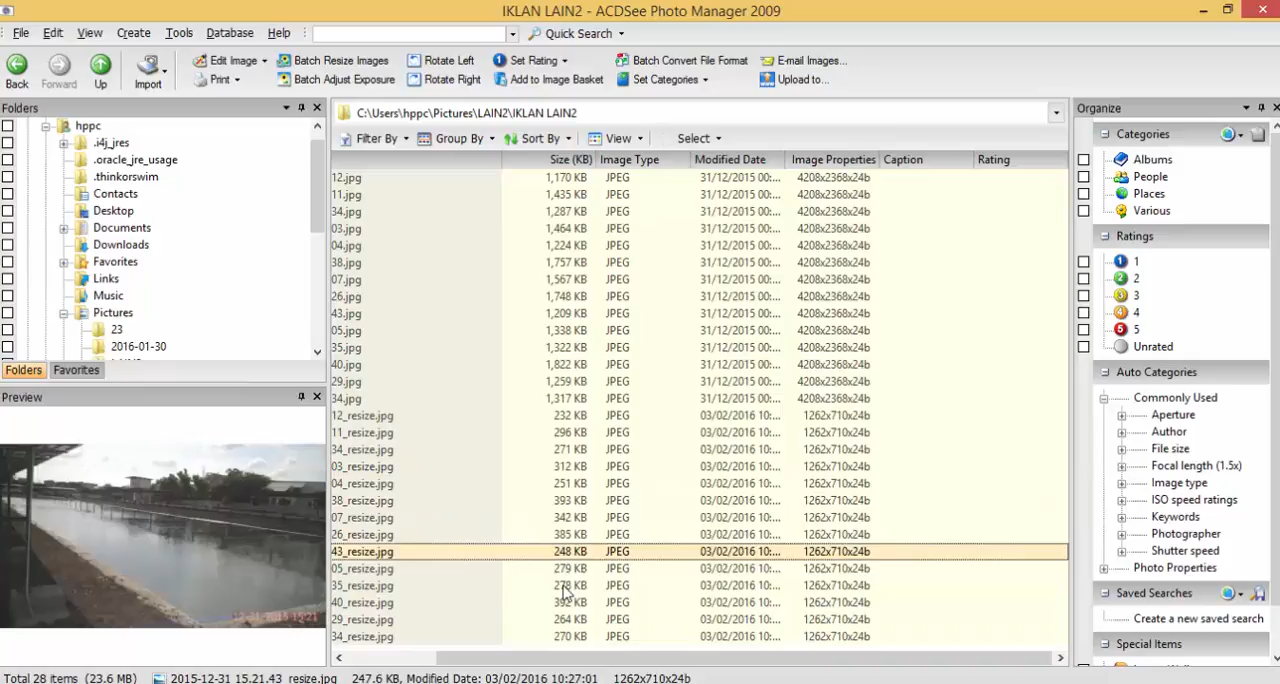 IKLAN LAIN2 - ACDSee Photo Manager 2009
File Edit View Create Tools Database Help Quick Search
Back Forward Up Import
Edit Image Batch Resize Images Rotate Left Set Rating Batch Convert File Format E-mail Images...
Print Batch Adjust Exposure Rotate Right Add to Image Basket Set Categories Upload to...
Folders
hppc
.i4j_jres
.oracle_jre_usage
.thinkorswim
Contacts
Desktop
Documents
Downloads
Favorites
Links
Music
Pictures
23
2016-01-30
Folders Favorites
Preview
C:\Users\hppc\Pictures\LAIN2\IKLAN LAIN2
Filter By Group By Sort By View Select
Size (KB) Image Type Modified Date Image Properties Caption Rating
12.jpg 1,170 KB JPEG 31/12/2015 00:... 4208x2368x24b
11.jpg 1,435 KB JPEG 31/12/2015 00:... 4208x2368x24b
34.jpg 1,287 KB JPEG 31/12/2015 00:... 4208x2368x24b
03.jpg 1,464 KB JPEG 31/12/2015 00:... 4208x2368x24b
04.jpg 1,224 KB JPEG 31/12/2015 00:... 4208x2368x24b
38.jpg 1,757 KB JPEG 31/12/2015 00:... 4208x2368x24b
07.jpg 1,567 KB JPEG 31/12/2015 00:... 4208x2368x24b
26.jpg 1,748 KB JPEG 31/12/2015 00:... 4208x2368x24b
43.jpg 1,209 KB JPEG 31/12/2015 00:... 4208x2368x24b
05.jpg 1,338 KB JPEG 31/12/2015 00:... 4208x2368x24b
35.jpg 1,322 KB JPEG 31/12/2015 00:... 4208x2368x24b
40.jpg 1,822 KB JPEG 31/12/2015 00:... 4208x2368x24b
29.jpg 1,259 KB JPEG 31/12/2015 00:... 4208x2368x24b
34.jpg 1,317 KB JPEG 31/12/2015 00:... 4208x2368x24b
12_resize.jpg 232 KB JPEG 03/02/2016 10:... 1262x710x24b
11_resize.jpg 296 KB JPEG 03/02/2016 10:... 1262x710x24b
34_resize.jpg 271 KB JPEG 03/02/2016 10:... 1262x710x24b
03_resize.jpg 312 KB JPEG 03/02/2016 10:... 1262x710x24b
04_resize.jpg 251 KB JPEG 03/02/2016 10:... 1262x710x24b
38_resize.jpg 393 KB JPEG 03/02/2016 10:... 1262x710x24b
07_resize.jpg 342 KB JPEG 03/02/2016 10:... 1262x710x24b
26_resize.jpg 385 KB JPEG 03/02/2016 10:... 1262x710x24b
43_resize.jpg 248 KB JPEG 03/02/2016 10:... 1262x710x24b
05_resize.jpg 279 KB JPEG 03/02/2016 10:... 1262x710x24b
35_resize.jpg 278 KB JPEG 03/02/2016 10:... 1262x710x24b
40_resize.jpg 392 KB JPEG 03/02/2016 10:... 1262x710x24b
29_resize.jpg 264 KB JPEG 03/02/2016 10:... 1262x710x24b
34_resize.jpg 270 KB JPEG 03/02/2016 10:... 1262x710x24b
Organize
Categories
Albums
People
Places
Various
Ratings
1 1
2 2
3 3
4 4
5 5
Unrated
Auto Categories
Commonly Used
Aperture
Author
File size
Focal length (1.5x)
Image type
ISO speed ratings
Keywords
Photographer
Shutter speed
Photo Properties
Saved Searches
Create a new saved search
Special Items
Total 28 items (23.6 MB) 2015-12-31 15.21.43_resize.jpg 247.6 KB, Modified Date: 03/02/2016 10:27:01 1262x710x24b